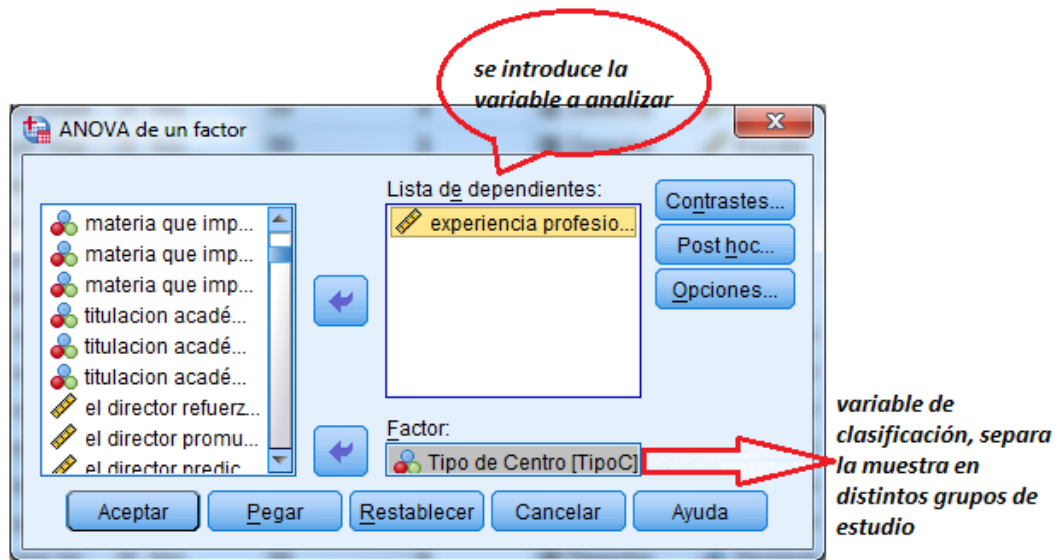 se introduce la
variable a analizar
ANOVA de un factor
Lista de dependientes:
materia que imp...
materia que imp...
materia que imp...
titulacion acadé...
titulacion acadé...
titulacion acadé...
el director refuerz...
el director promu...
el director predic
experiencia profesio...
Contrastes...
Post hoc...
Opciones...
Factor:
Tipo de Centro [TipoC]
variable de
clasificación, separa
la muestra en
distintos grupos de
estudio
Aceptar
Pegar
Restablecer
Cancelar
Ayuda